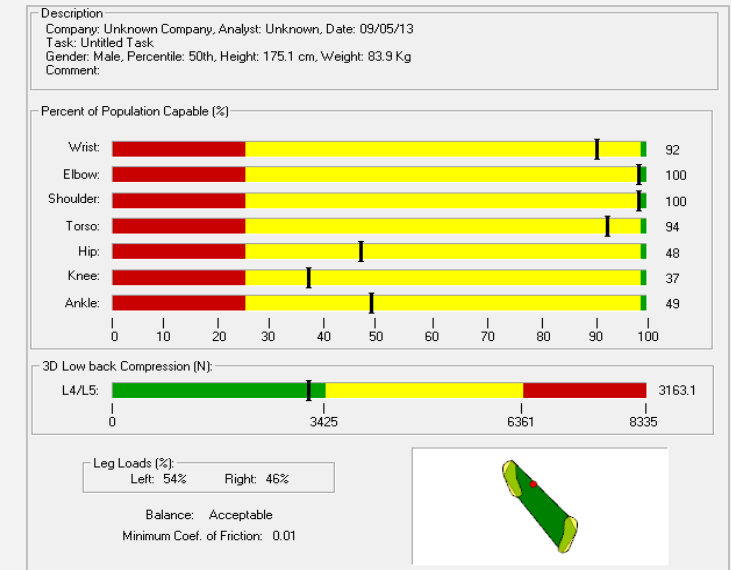 Description
Company: Unknown Company, Analyst: Unknown, Date: 09/05/13
Task: Untitled Task
Gender: Male, Percentile: 50th, Height: 175.1 cm, Weight: 83.9 Kg
Comment:
Percent of Population Capable (%)
Wrist: 92
Elbow: 100
Shoulder: 100
Torso: 94
Hip: 48
Knee: 37
Ankle: 49
0 10 20 30 40 50 60 70 80 90 100
3D Low back Compression (N):
L4/L5: 3163.1
0 3425 6361 8335
Leg Loads (%):
Left: 54% Right: 46%
Balance: Acceptable
Minimum Coef. of Friction: 0.01